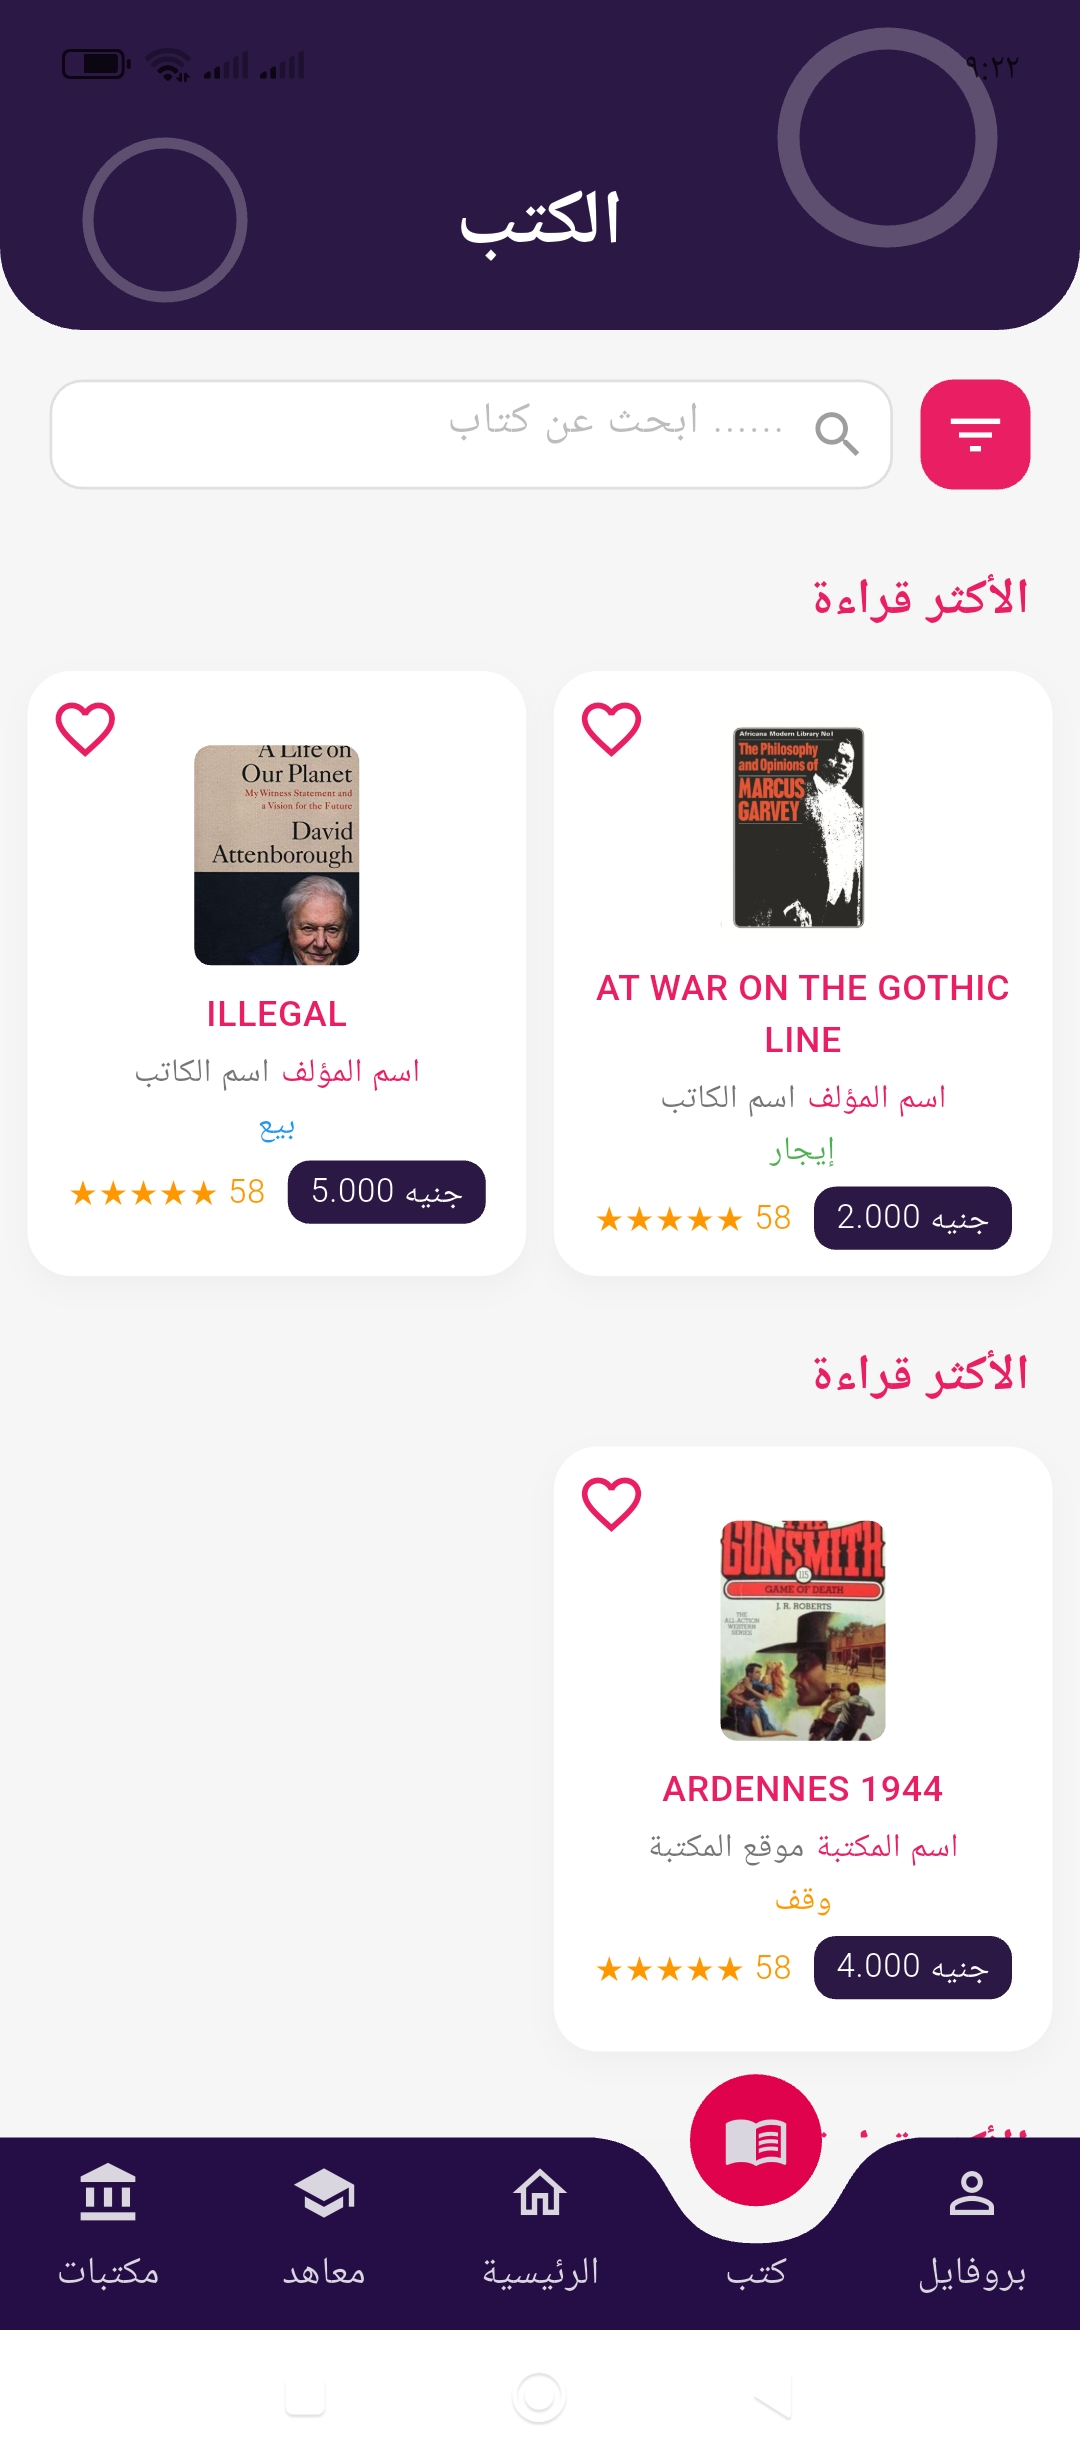 ٩:٢٢
الكتب
ابحث عن كتاب ......
الأكثر قراءة
Africana Modern Library No1
The Philosophy
and Opinions of
MARCUS
GARVEY
AT WAR ON THE GOTHIC
LINE
اسم المؤلف اسم الكاتب
إيجار
جنيه 2.000
58 ★★★★★
A Life on
Our Planet
My Witness Statement and
a Vision for the Future
David
Attenborough
ILLEGAL
اسم المؤلف اسم الكاتب
بيع
جنيه 5.000
58 ★★★★★
الأكثر قراءة
THE
GUNSMITH
115
GAME OF DEATH
J. R. ROBERTS
THE
ALL-ACTION
WESTERN
SERIES
ARDENNES 1944
اسم المكتبة موقع المكتبة
وقف
جنيه 4.000
58 ★★★★★
بروفايل
كتب
الرئيسية
معاهد
مكتبات